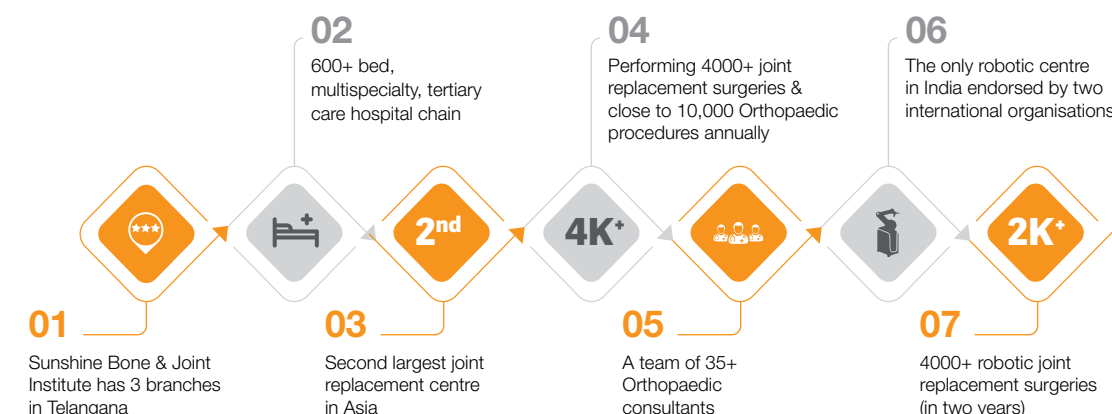 02
600+ bed,
multispecialty, tertiary
care hospital chain
04
Performing 4000+ joint
replacement surgeries &
close to 10,000 Orthopaedic
procedures annually
06
The only robotic centre
in India endorsed by two
international organisations
2nd
4K+
2K+
01
Sunshine Bone & Joint
Institute has 3 branches
in Telangana
03
Second largest joint
replacement centre
in Asia
05
A team of 35+
Orthopaedic
consultants
07
4000+ robotic joint
replacement surgeries
(in two years)